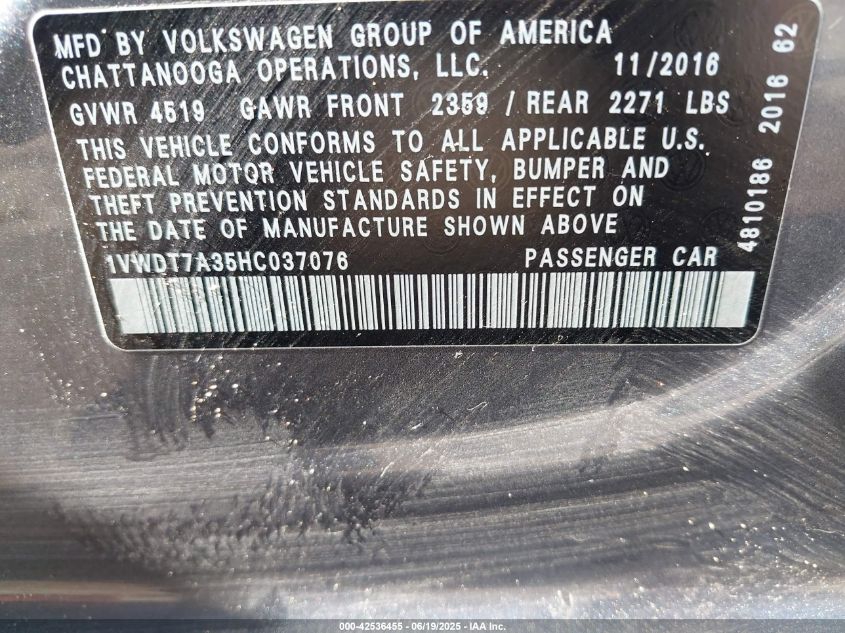 MFD BY VOLKSWAGEN GROUP OF AMERICA
CHATTANOOGA OPERATIONS, LLC. 11/2016
GVWR 4519 GAWR FRONT 2359 / REAR 2271 LBS
THIS VEHICLE CONFORMS TO ALL APPLICABLE U.S.
FEDERAL MOTOR VEHICLE SAFETY, BUMPER AND
THEFT PREVENTION STANDARDS IN EFFECT ON
THE DATE OF MANUFACTURE SHOWN ABOVE
1VWDT7A35HC037076 PASSENGER CAR
4810186 2016 62
000-42536455 - 06/19/2025 - IAA Inc.